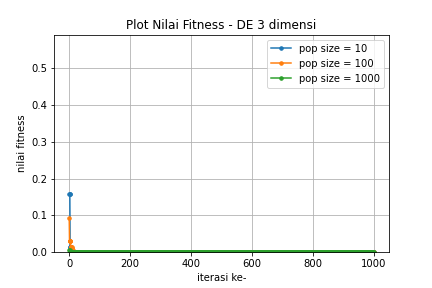 Plot Nilai Fitness - DE 3 dimensi
pop size = 10
pop size = 100
pop size = 1000
nilai fitness
0.5
0.4
0.3
0.2
0.1
0.0
0 200 400 600 800 1000
iterasi ke-